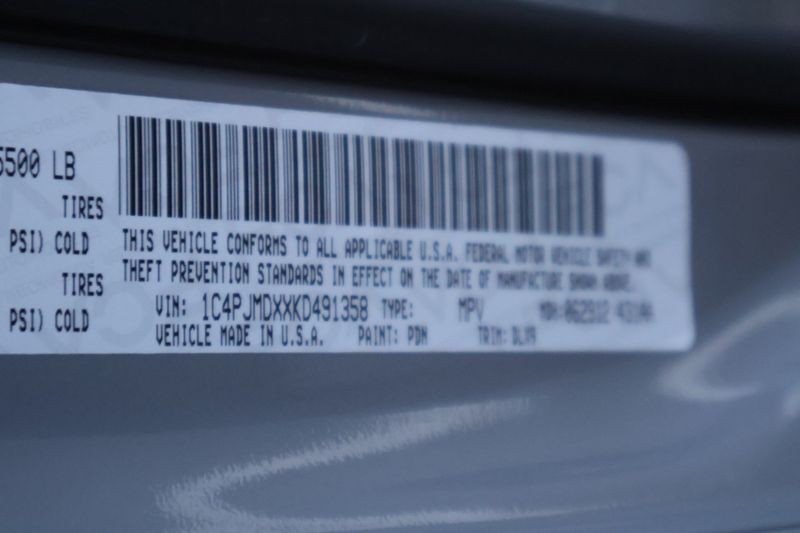 5500 LB
TIRES
PSI) COLD
TIRES
PSI) COLD
THIS VEHICLE CONFORMS TO ALL APPLICABLE U.S.A. FEDERAL MOTOR VEHICLE SAFETY AND
THEFT PREVENTION STANDARDS IN EFFECT ON THE DATE OF MANUFACTURE SHOWN ABOVE.
VIN: 1C4PJMDXXKD491358 TYPE: MPV MDH:
VEHICLE MADE IN U.S.A. PAINT: PDN TRIM: